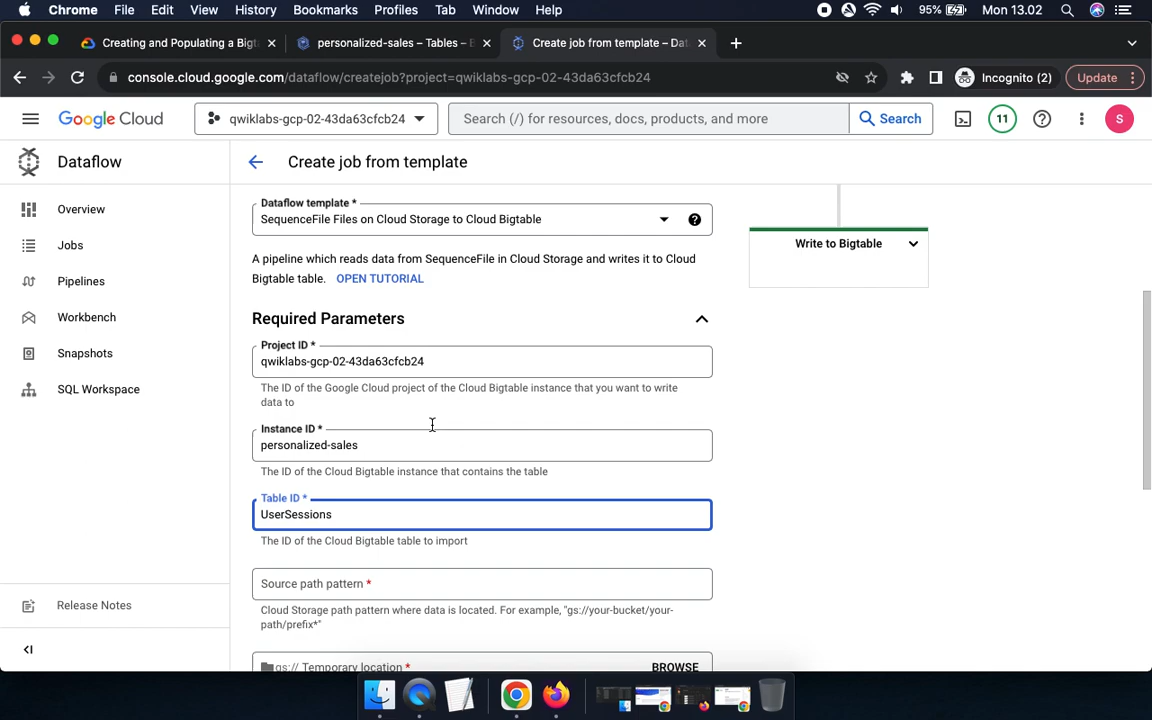 Chrome File Edit View History Bookmarks Profiles Tab Window Help 95% Mon 13.02
Creating and Populating a Bigt
personalized-sales – Tables – B
Create job from template – Da
console.cloud.google.com/dataflow/createjob?project=qwiklabs-gcp-02-43da63cfcb24
Incognito (2)
Update
Google Cloud
qwiklabs-gcp-02-43da63cfcb24
Search (/) for resources, docs, products, and more
Search
11
S
Dataflow
Create job from template
Overview
Jobs
Pipelines
Workbench
Snapshots
SQL Workspace
Release Notes
Dataflow template *
SequenceFile Files on Cloud Storage to Cloud Bigtable
A pipeline which reads data from SequenceFile in Cloud Storage and writes it to Cloud
Bigtable table. OPEN TUTORIAL
Required Parameters
Project ID *
qwiklabs-gcp-02-43da63cfcb24
The ID of the Google Cloud project of the Cloud Bigtable instance that you want to write
data to
Instance ID *
personalized-sales
The ID of the Cloud Bigtable instance that contains the table
Table ID *
UserSessions
The ID of the Cloud Bigtable table to import
Source path pattern *
Cloud Storage path pattern where data is located. For example, "gs://your-bucket/your-
path/prefix*"
gs:// Temporary location *
BROWSE
Write to Bigtable